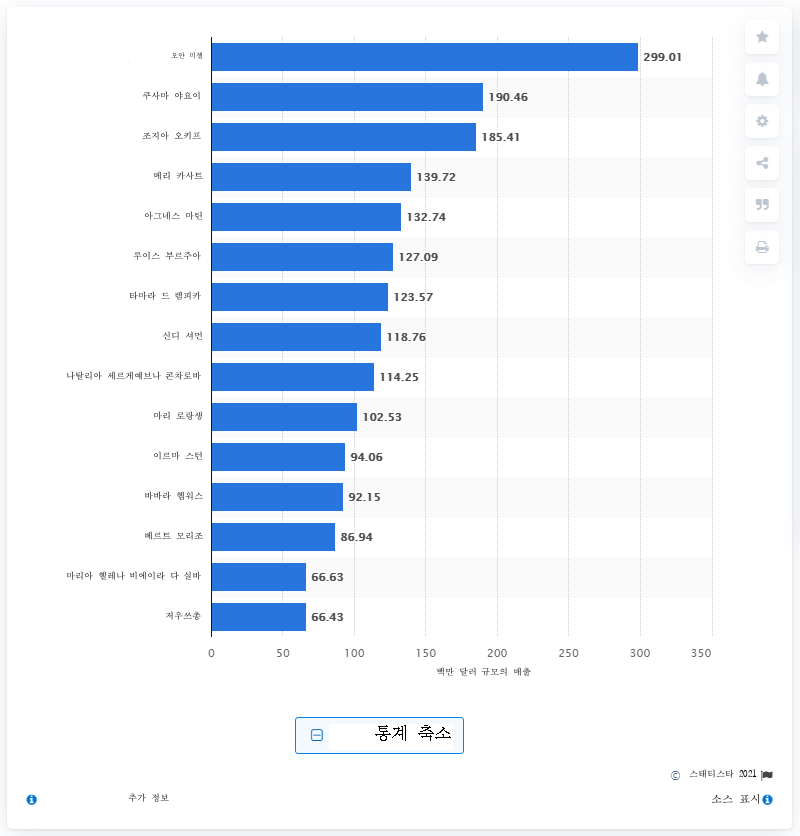 오안 미첼 299.01
쿠사마 야요이 190.46
조지아 오키프 185.41
메리 카사트 139.72
아그네스 마틴 132.74
루이스 부르주아 127.09
타마라 드 렘피카 123.57
신디 셔먼 118.76
나탈리아 세르게예브나 곤차로바 114.25
마리 로랑생 102.53
이르마 스턴 94.06
바바라 헵워스 92.15
베르트 모리조 86.94
마리아 헬레나 비에이라 다 실바 66.63
저우쓰총 66.43
0 50 100 150 200 250 300 350
백만 달러 규모의 매출
통계 축소
© 스태티스타 2021
추가 정보 소스 표시